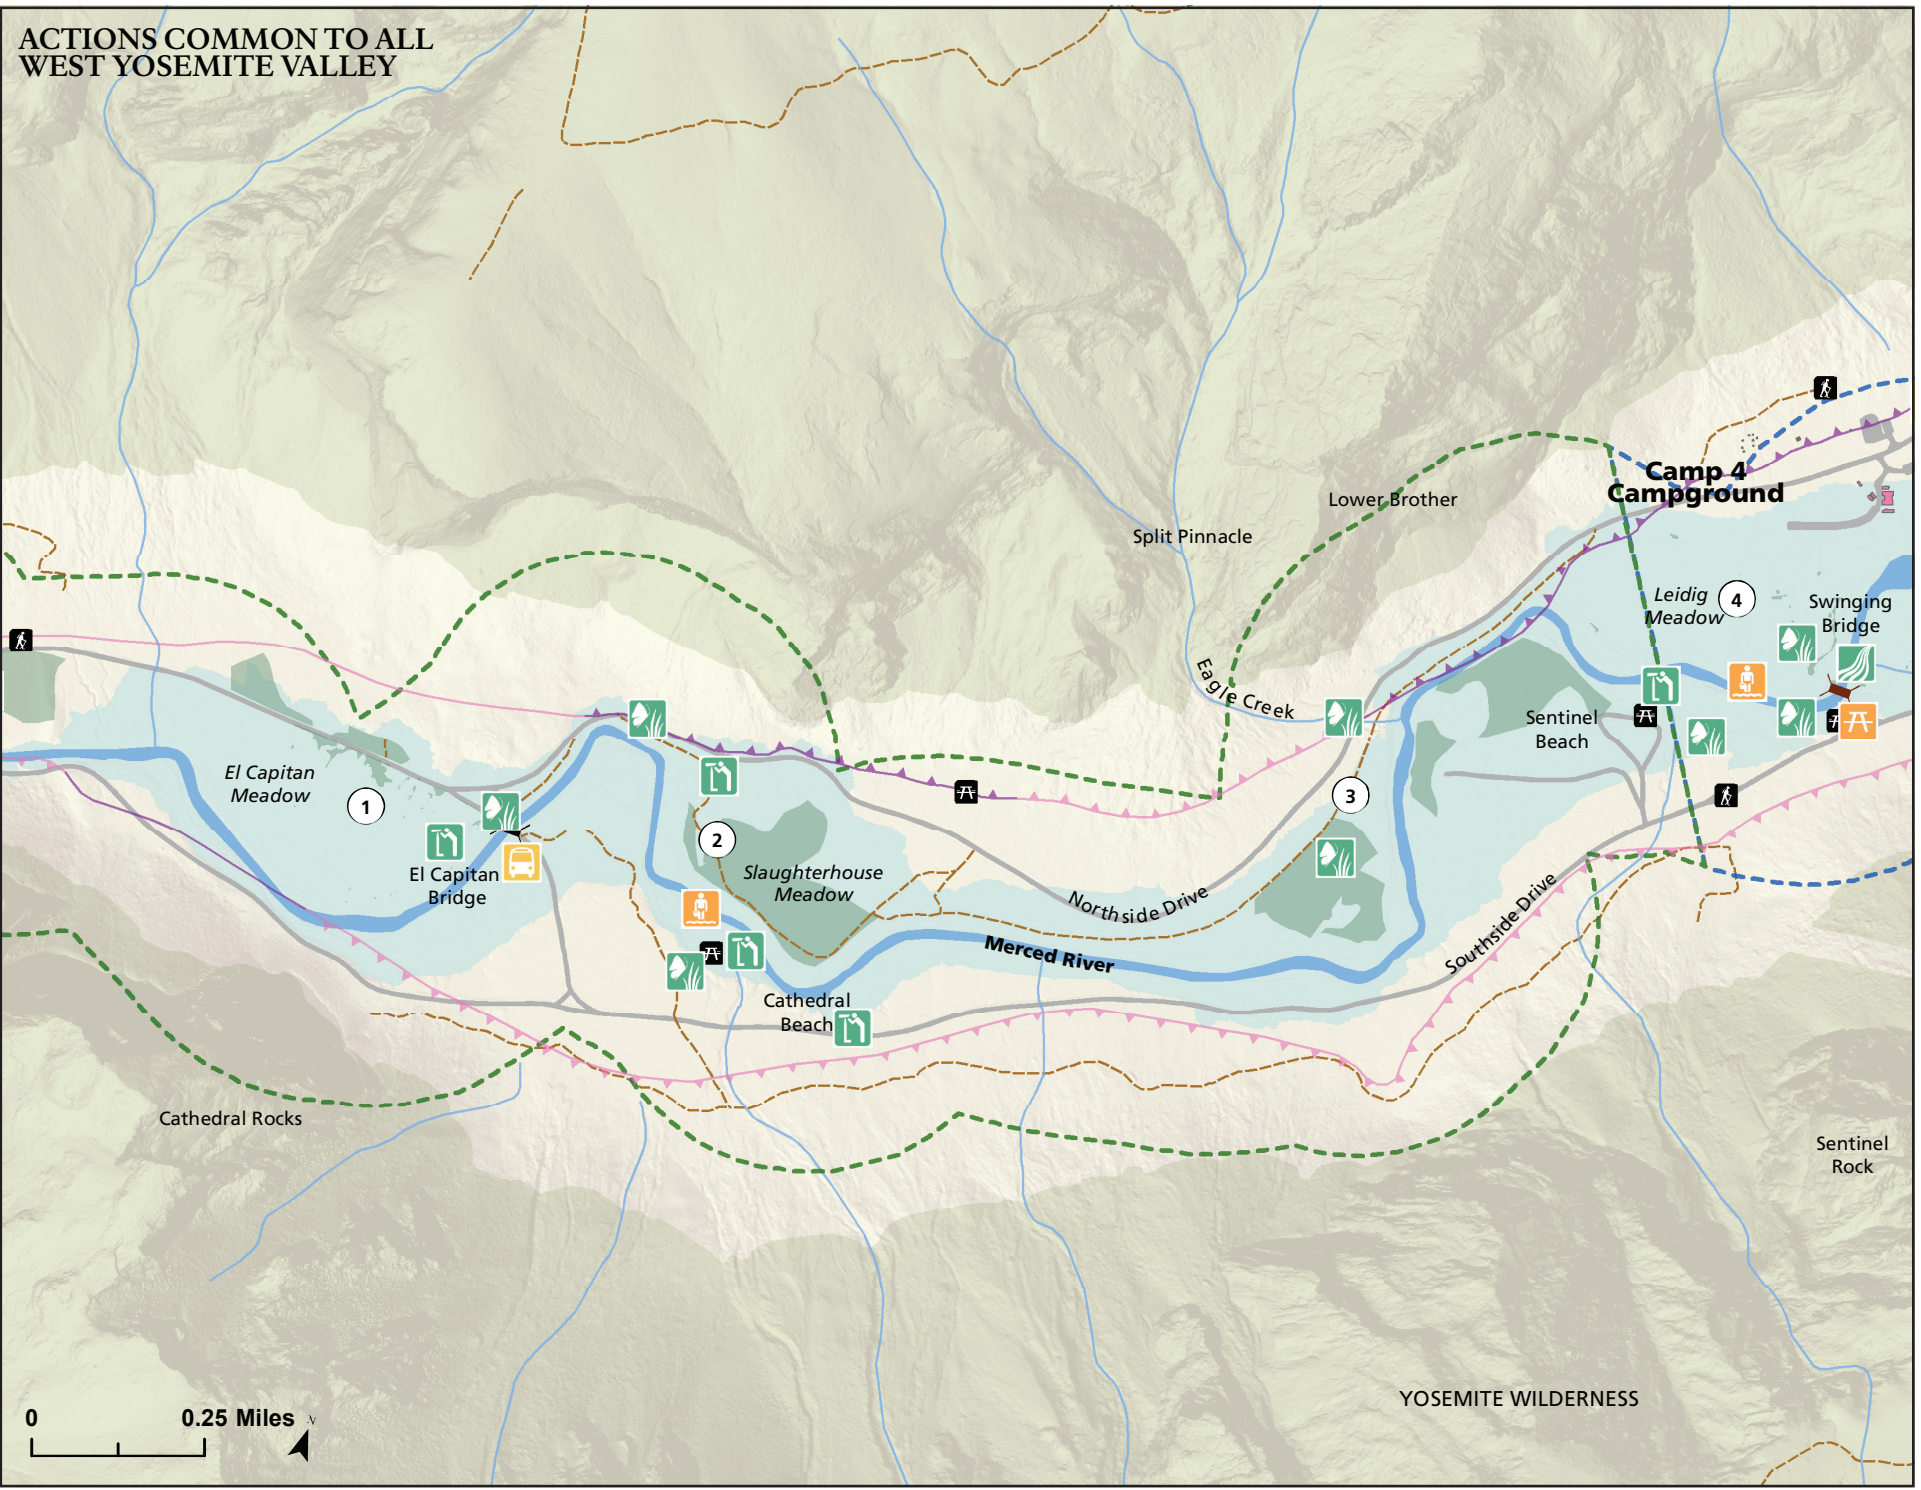 ACTIONS COMMON TO ALL
WEST YOSEMITE VALLEY
Camp 4
Campground
Lower Brother
Split Pinnacle
Leidig
Meadow
4
Swinging
Bridge
Eagle Creek
Sentinel
Beach
El Capitan
Meadow
1
3
2
El Capitan
Bridge
Slaughterhouse
Meadow
Northside Drive
Southside Drive
Merced River
Cathedral
Beach
Cathedral Rocks
Sentinel
Rock
YOSEMITE WILDERNESS
0 0.25 Miles N